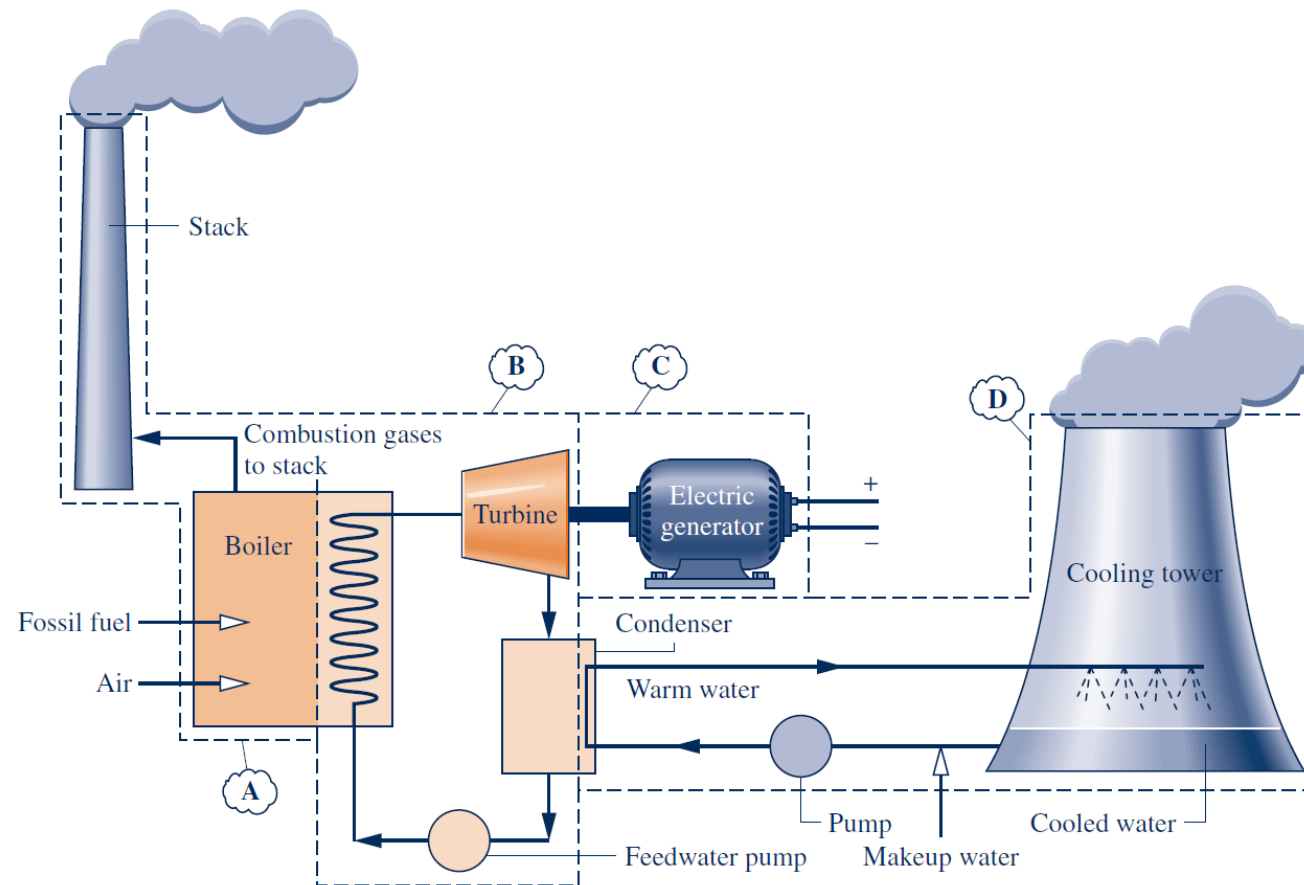 Stack
B
C
D
Combustion gases
to stack
+
Electric
generator
−
Turbine
Boiler
Cooling tower
Fossil fuel
Condenser
Air
Warm water
A
Pump
Cooled water
Feedwater pump
Makeup water